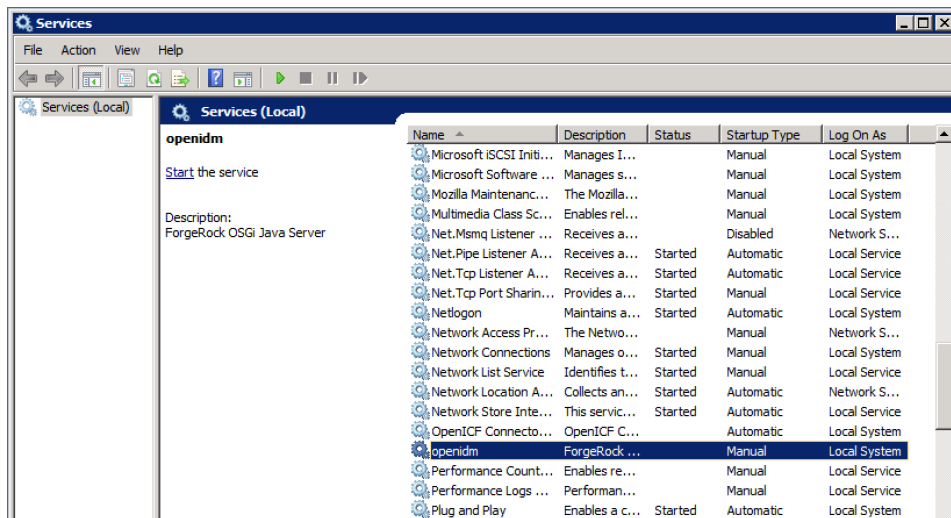 Services
File Action View Help
Services (Local)
Services (Local)
openidm
Start the service
Description:
ForgeRock OSGi Java Server
Name Description Status Startup Type Log On As
Microsoft iSCSI Initi... Manages I... Manual Local System
Microsoft Software ... Manages s... Manual Local System
Mozilla Maintenanc... The Mozilla... Manual Local System
Multimedia Class Sc... Enables rel... Manual Local System
Net.Msmq Listener ... Receives a... Disabled Network S...
Net.Pipe Listener A... Receives a... Started Automatic Local Service
Net.Tcp Listener A... Receives a... Started Automatic Local Service
Net.Tcp Port Sharin... Provides a... Started Manual Local Service
Netlogon Maintains a... Started Automatic Local System
Network Access Pr... The Netwo... Manual Network S...
Network Connections Manages o... Started Manual Local System
Network List Service Identifies t... Started Manual Local Service
Network Location A... Collects an... Started Automatic Network S...
Network Store Inte... This servic... Started Automatic Local Service
OpenICF Connecto... OpenICF C... Automatic Local System
openidm ForgeRock ... Manual Local System
Performance Count... Enables re... Manual Local Service
Performance Logs ... Performan... Manual Local Service
Plug and Play Enables a c... Started Automatic Local System